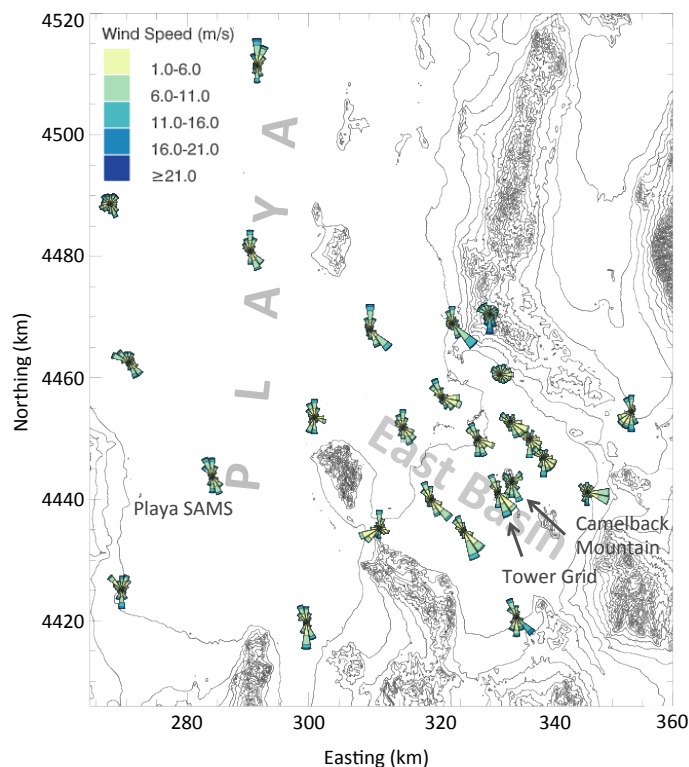 4520
Wind Speed (m/s)
1.0-6.0
6.0-11.0
11.0-16.0
16.0-21.0
≥21.0
4500
4480
4460
4440
4420
Northing (km)
PLAYA
East Basin
Playa SAMS
Camelback
Mountain
Tower Grid
280
300
320
340
360
Easting (km)